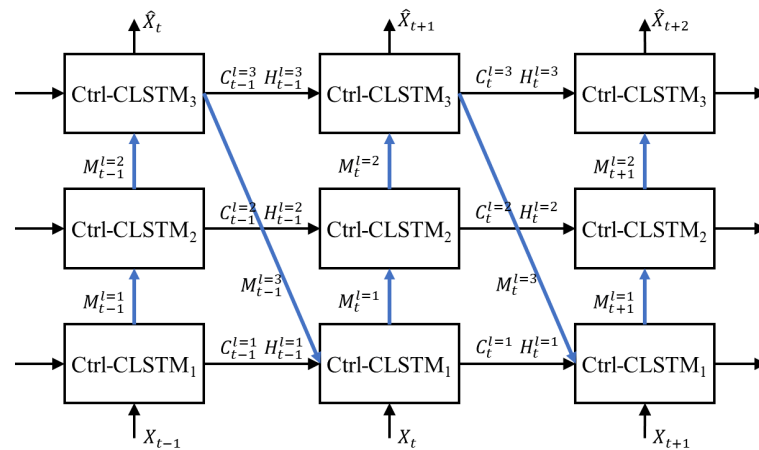 X̂_t X̂_{t+1} X̂_{t+2}
Ctrl-CLSTM_3 C_{t-1}^{l=3} H_{t-1}^{l=3} Ctrl-CLSTM_3 C_t^{l=3} H_t^{l=3} Ctrl-CLSTM_3
M_{t-1}^{l=2} M_t^{l=2} M_{t+1}^{l=2}
Ctrl-CLSTM_2 C_{t-1}^{l=2} H_{t-1}^{l=2} Ctrl-CLSTM_2 C_t^{l=2} H_t^{l=2} Ctrl-CLSTM_2
M_{t-1}^{l=1} M_{t-1}^{l=3} M_t^{l=1} M_t^{l=3} M_{t+1}^{l=1}
Ctrl-CLSTM_1 C_{t-1}^{l=1} H_{t-1}^{l=1} Ctrl-CLSTM_1 C_t^{l=1} H_t^{l=1} Ctrl-CLSTM_1
X_{t-1} X_t X_{t+1}